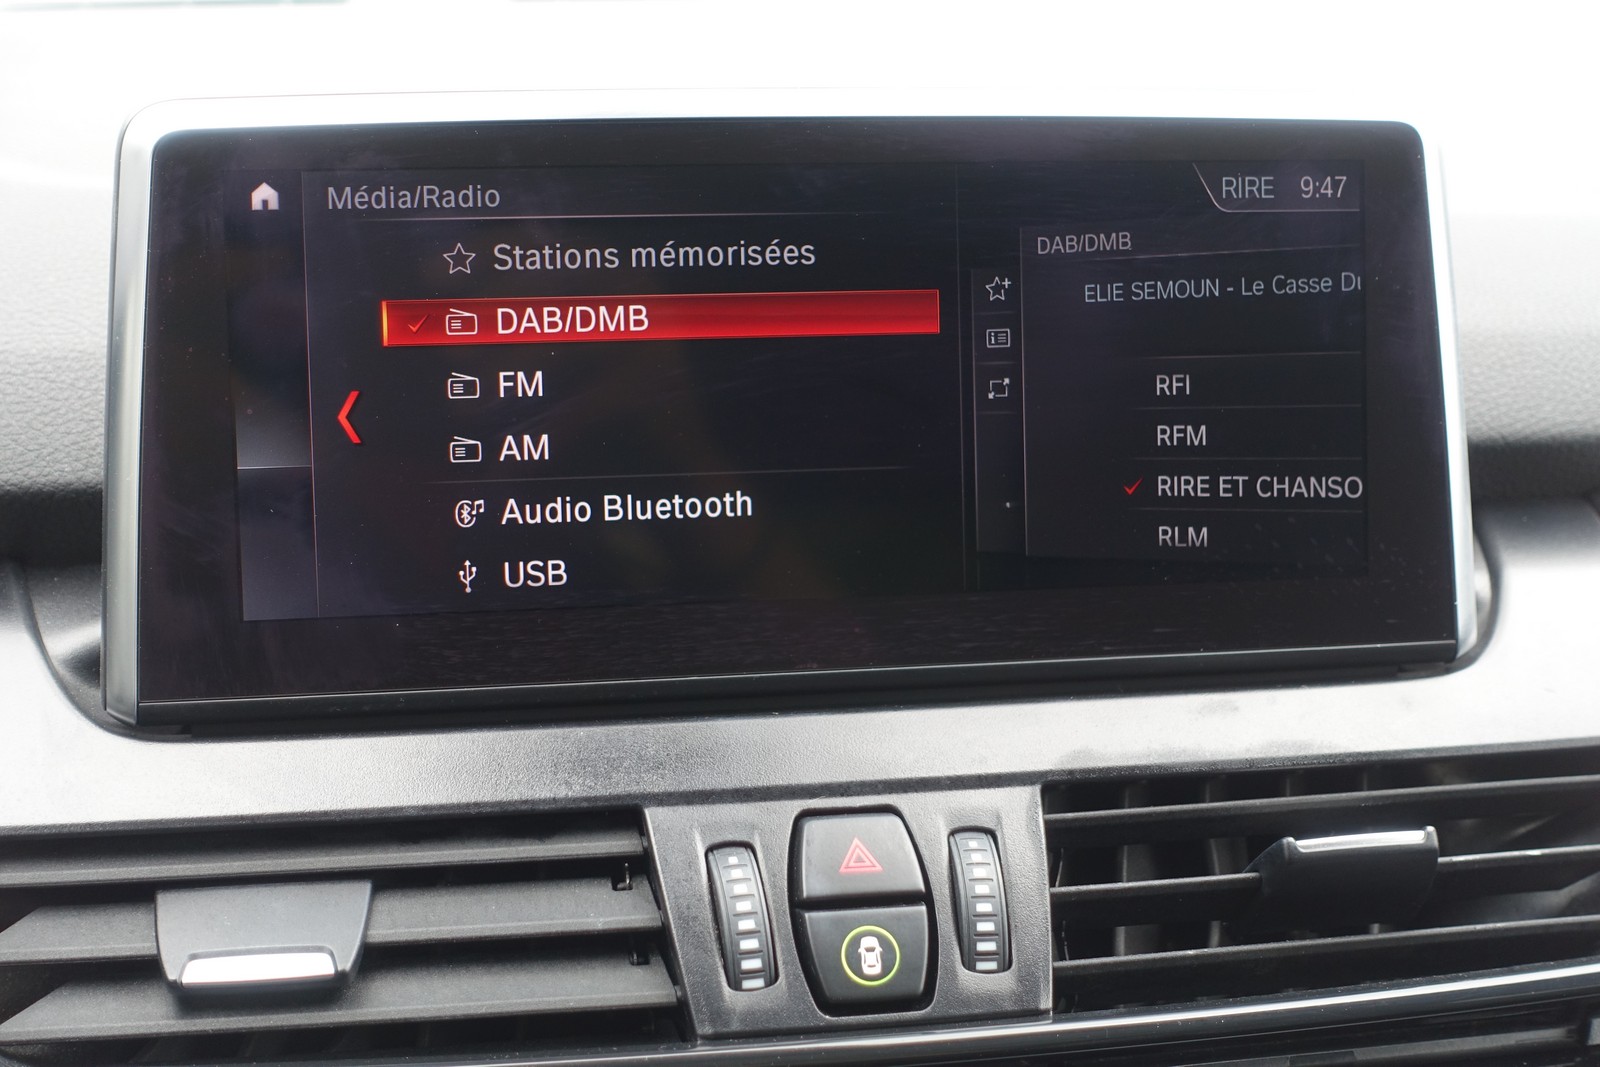 Média/Radio
RIRE 9:47
Stations mémorisées
DAB/DMB
FM
AM
Audio Bluetooth
USB
DAB/DMB
ELIE SEMOUN - Le Casse Du
RFI
RFM
RIRE ET CHANSO
RLM